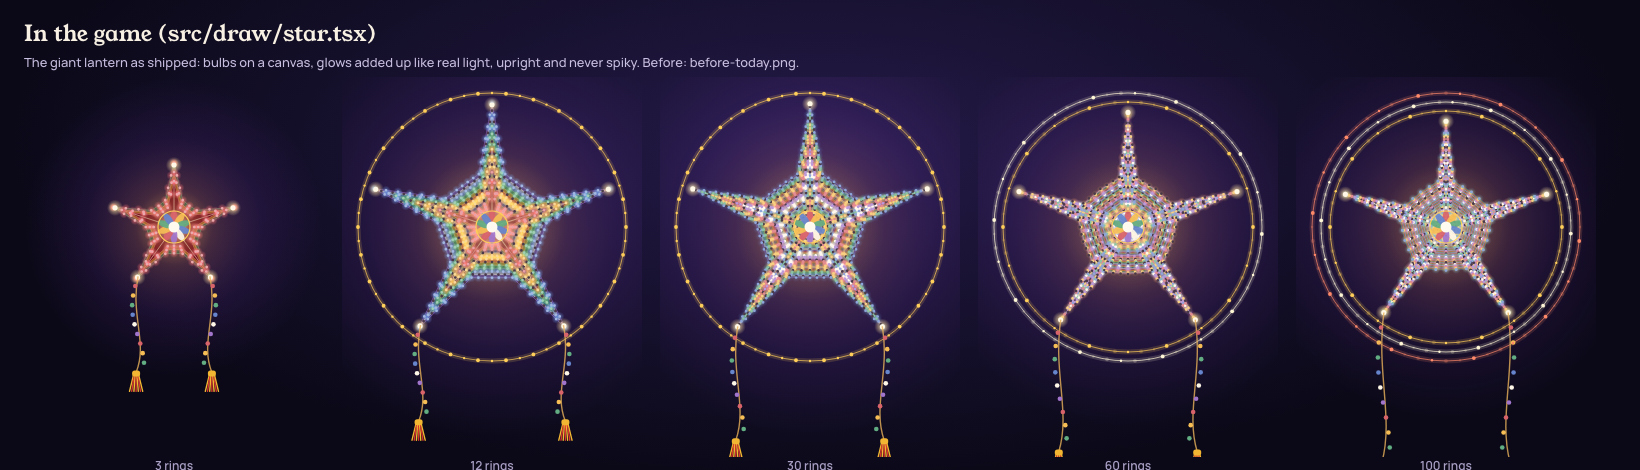 In the game (src/draw/star.tsx)
The giant lantern as shipped: bulbs on a canvas, glows added up like real light, upright and never spiky. Before: before-today.png.
3 rings
12 rings
30 rings
60 rings
100 rings